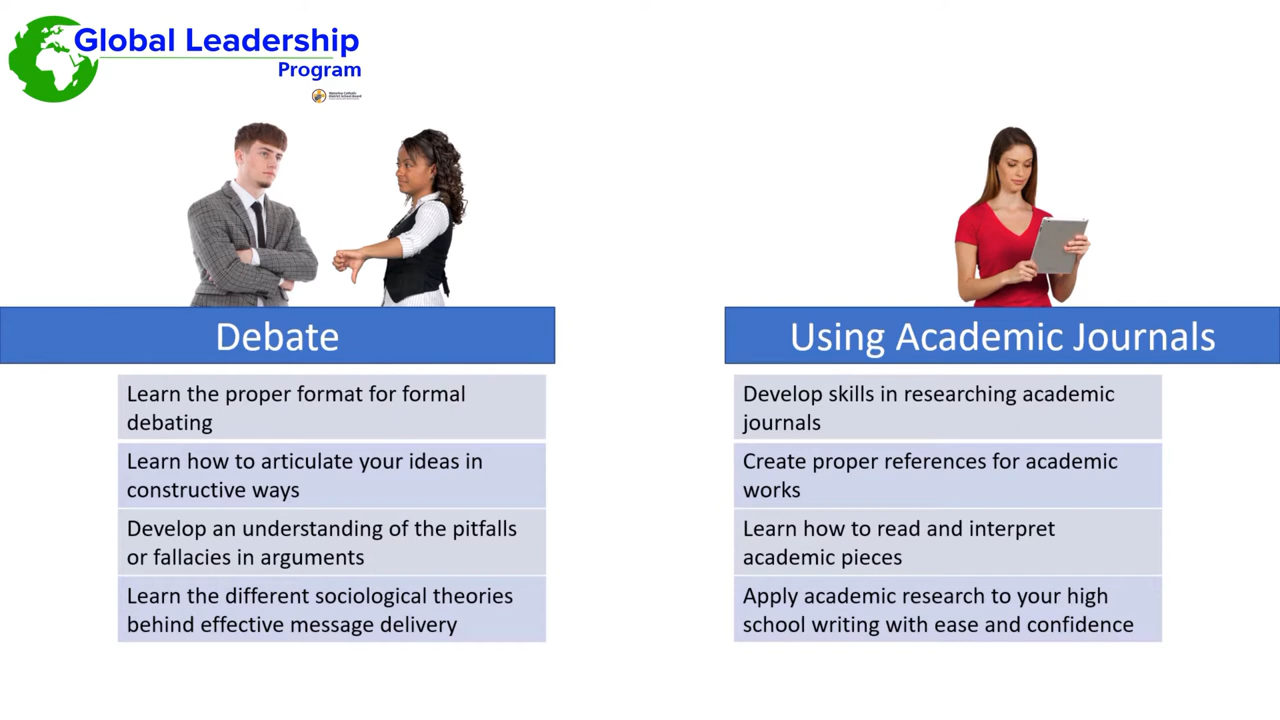 Global Leadership
Program
Debate
Learn the proper format for formal
debating
Learn how to articulate your ideas in
constructive ways
Develop an understanding of the pitfalls
or fallacies in arguments
Learn the different sociological theories
behind effective message delivery
Using Academic Journals
Develop skills in researching academic
journals
Create proper references for academic
works
Learn how to read and interpret
academic pieces
Apply academic research to your high
school writing with ease and confidence